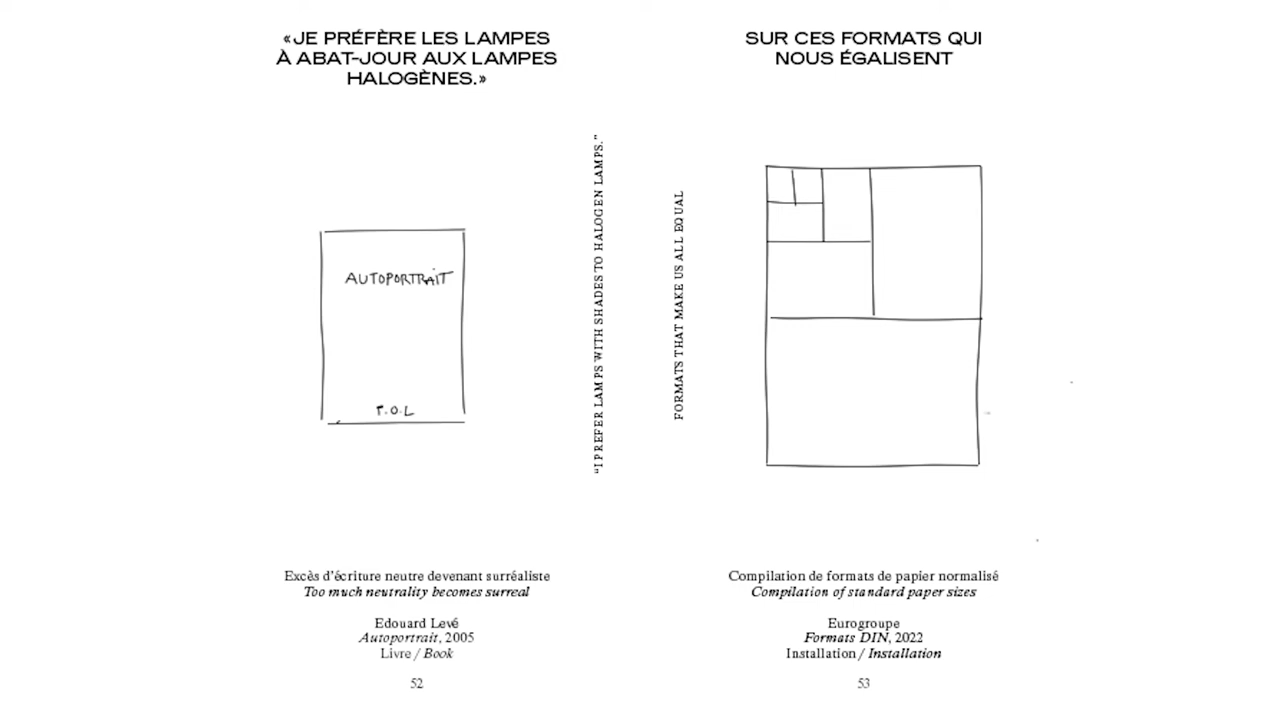 « JE PRÉFÈRE LES LAMPES
À ABAT-JOUR AUX LAMPES
HALOGÈNES. »
AUTOPORTRAIT
P.O.L
"I PREFER LAMPS WITH SHADES TO HALOGEN LAMPS."
Excès d'écriture neutre devenant surréaliste
Too much neutrality becomes surreal
Edouard Levé
Autoportrait, 2005
Livre / Book
52
SUR CES FORMATS QUI
NOUS ÉGALISENT
FORMATS THAT MAKE US ALL EQUAL
Compilation de formats de papier normalisé
Compilation of standard paper sizes
Eurogroupe
Formats DIN, 2022
Installation / Installation
53